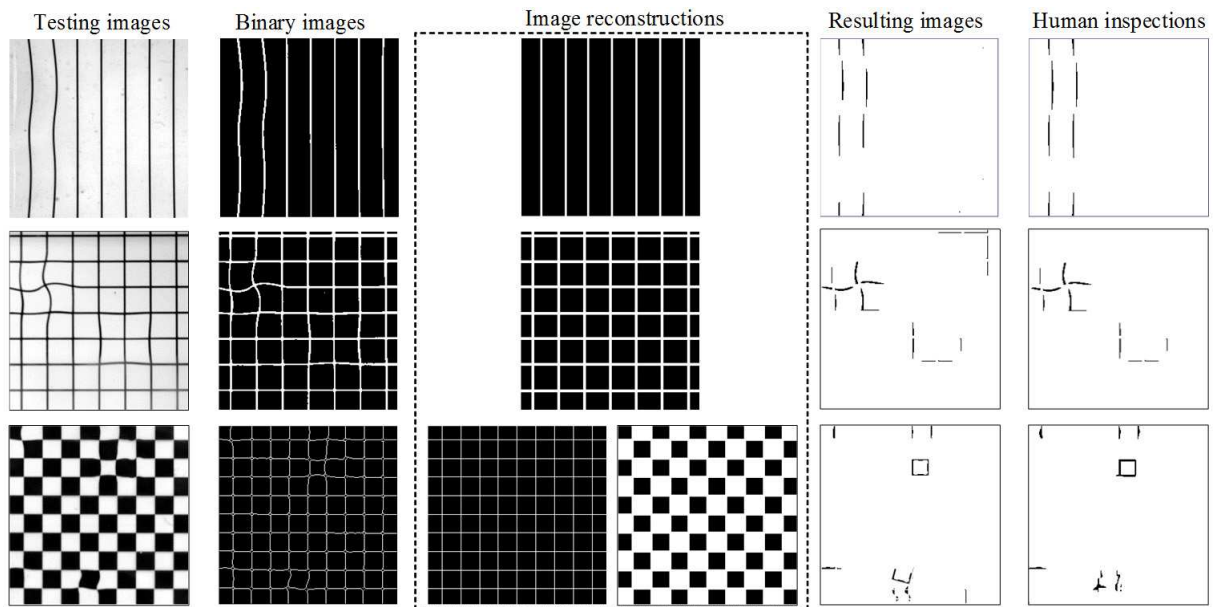 Testing images
Binary images
Image reconstructions
Resulting images
Human inspections